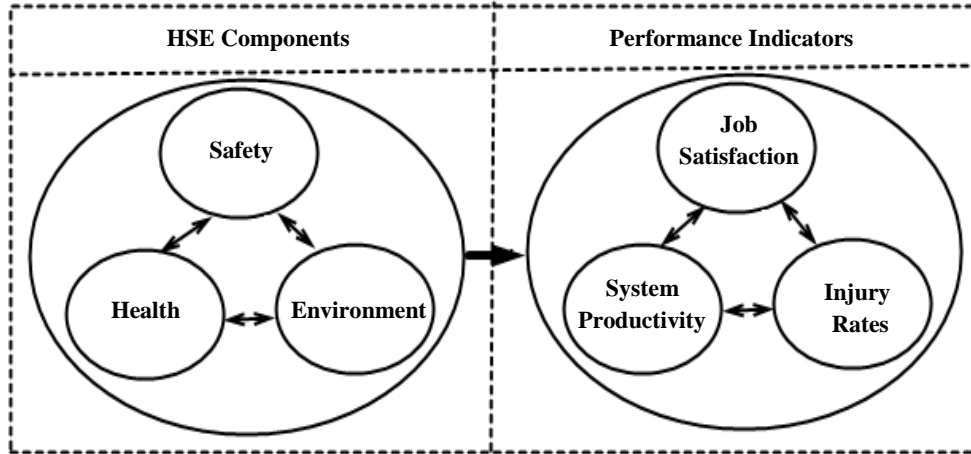 HSE Components
Performance Indicators
Safety
Health
Environment
Job
Satisfaction
System
Productivity
Injury
Rates